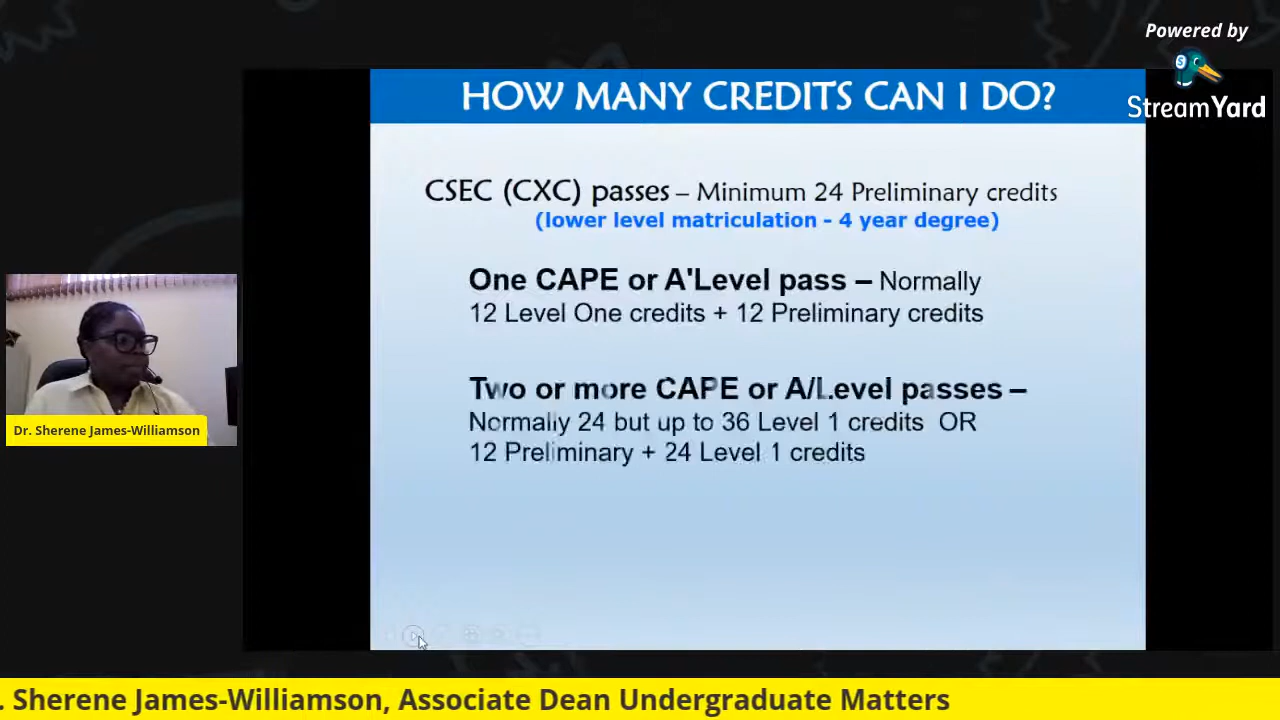 Powered by
StreamYard
HOW MANY CREDITS CAN I DO?
CSEC (CXC) passes – Minimum 24 Preliminary credits
(lower level matriculation - 4 year degree)
One CAPE or A'Level pass – Normally
12 Level One credits + 12 Preliminary credits
Two or more CAPE or A/Level passes –
Normally 24 but up to 36 Level 1 credits OR
12 Preliminary + 24 Level 1 credits
Dr. Sherene James-Williamson
. Sherene James-Williamson, Associate Dean Undergraduate Matters